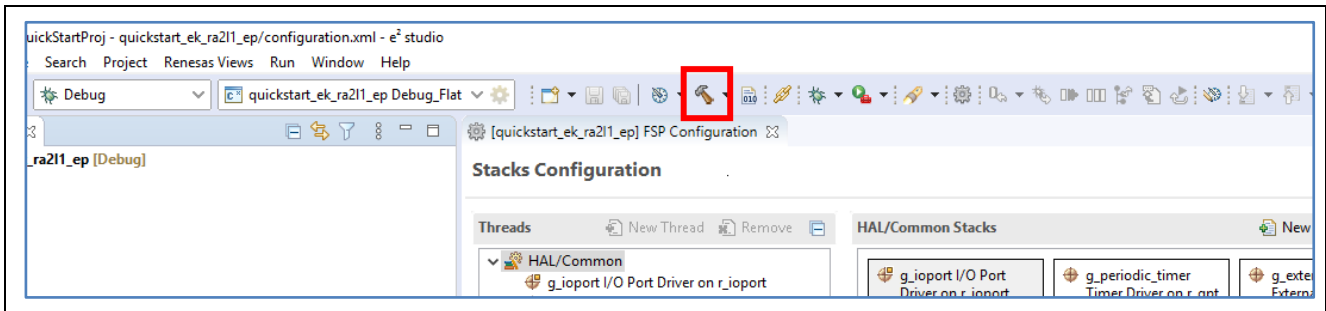 uickStartProj - quickstart_ek_ra2l1_ep/configuration.xml - e² studio
Search Project Renesas Views Run Window Help
Debug quickstart_ek_ra2l1_ep Debug_Flat
_ra2l1_ep [Debug]
[quickstart_ek_ra2l1_ep] FSP Configuration
Stacks Configuration
Threads New Thread Remove
HAL/Common
g_ioport I/O Port Driver on r_ioport
HAL/Common Stacks New
g_ioport I/O Port
Driver on r_ioport
g_periodic_timer
Timer Driver on r_gpt
g_exte
Externa